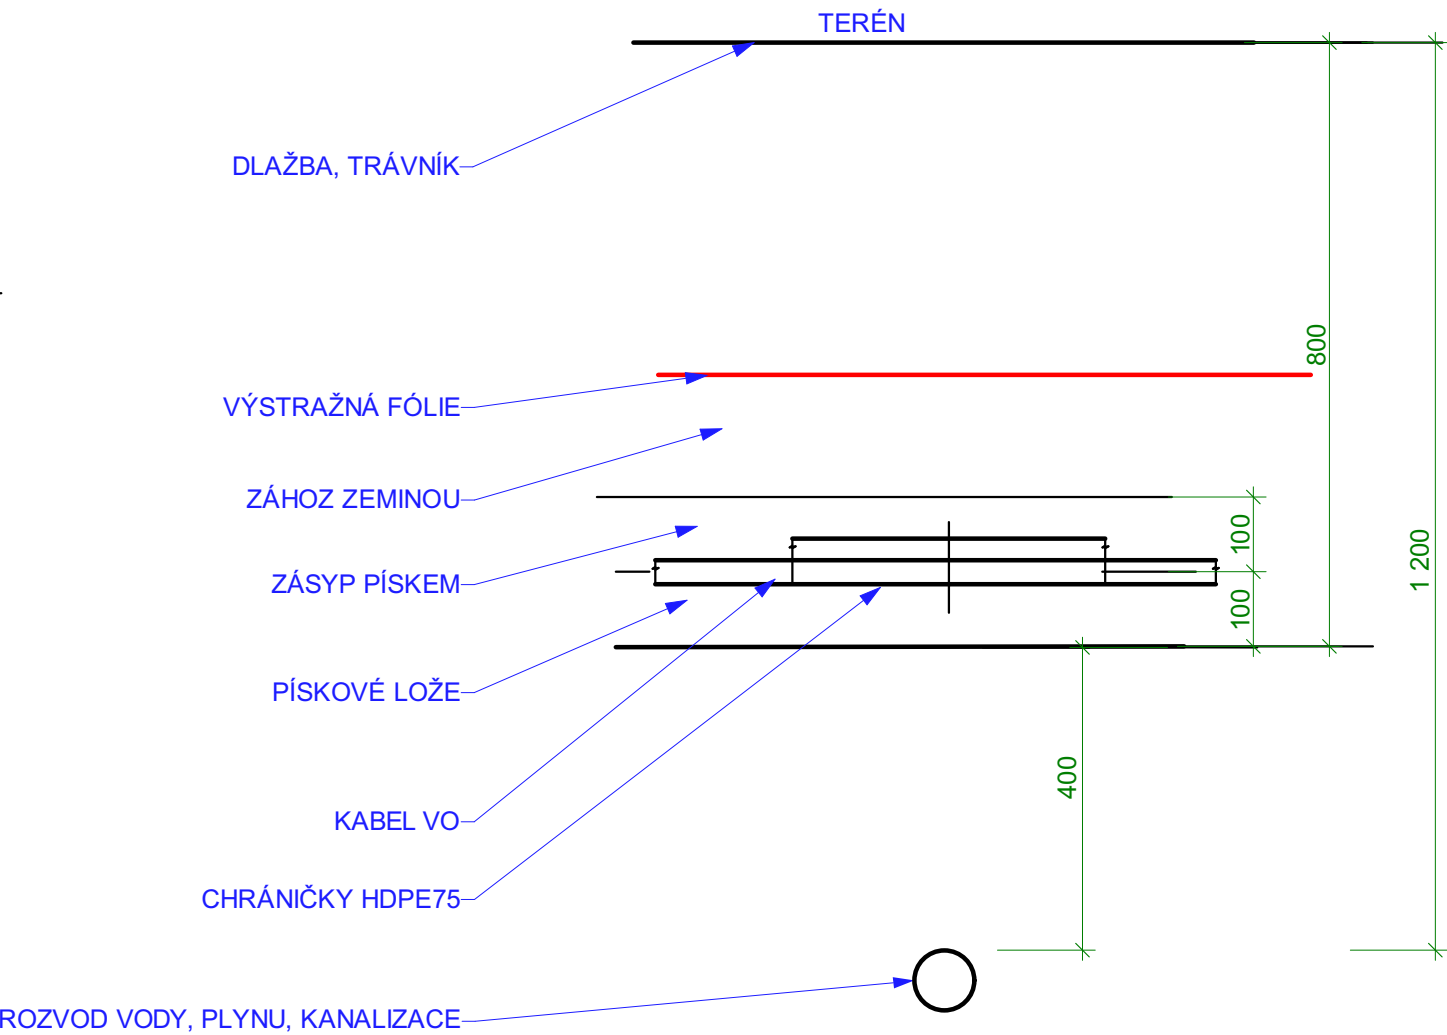 TERÉN
DLAŽBA, TRÁVNÍK
800
VÝSTRAŽNÁ FÓLIE
ZÁHOZ ZEMINOU
100
1 200
ZÁSYP PÍSKEM
100
PÍSKOVÉ LOŽE
400
KABEL VO
CHRÁNIČKY HDPE75
ROZVOD VODY, PLYNU, KANALIZACE